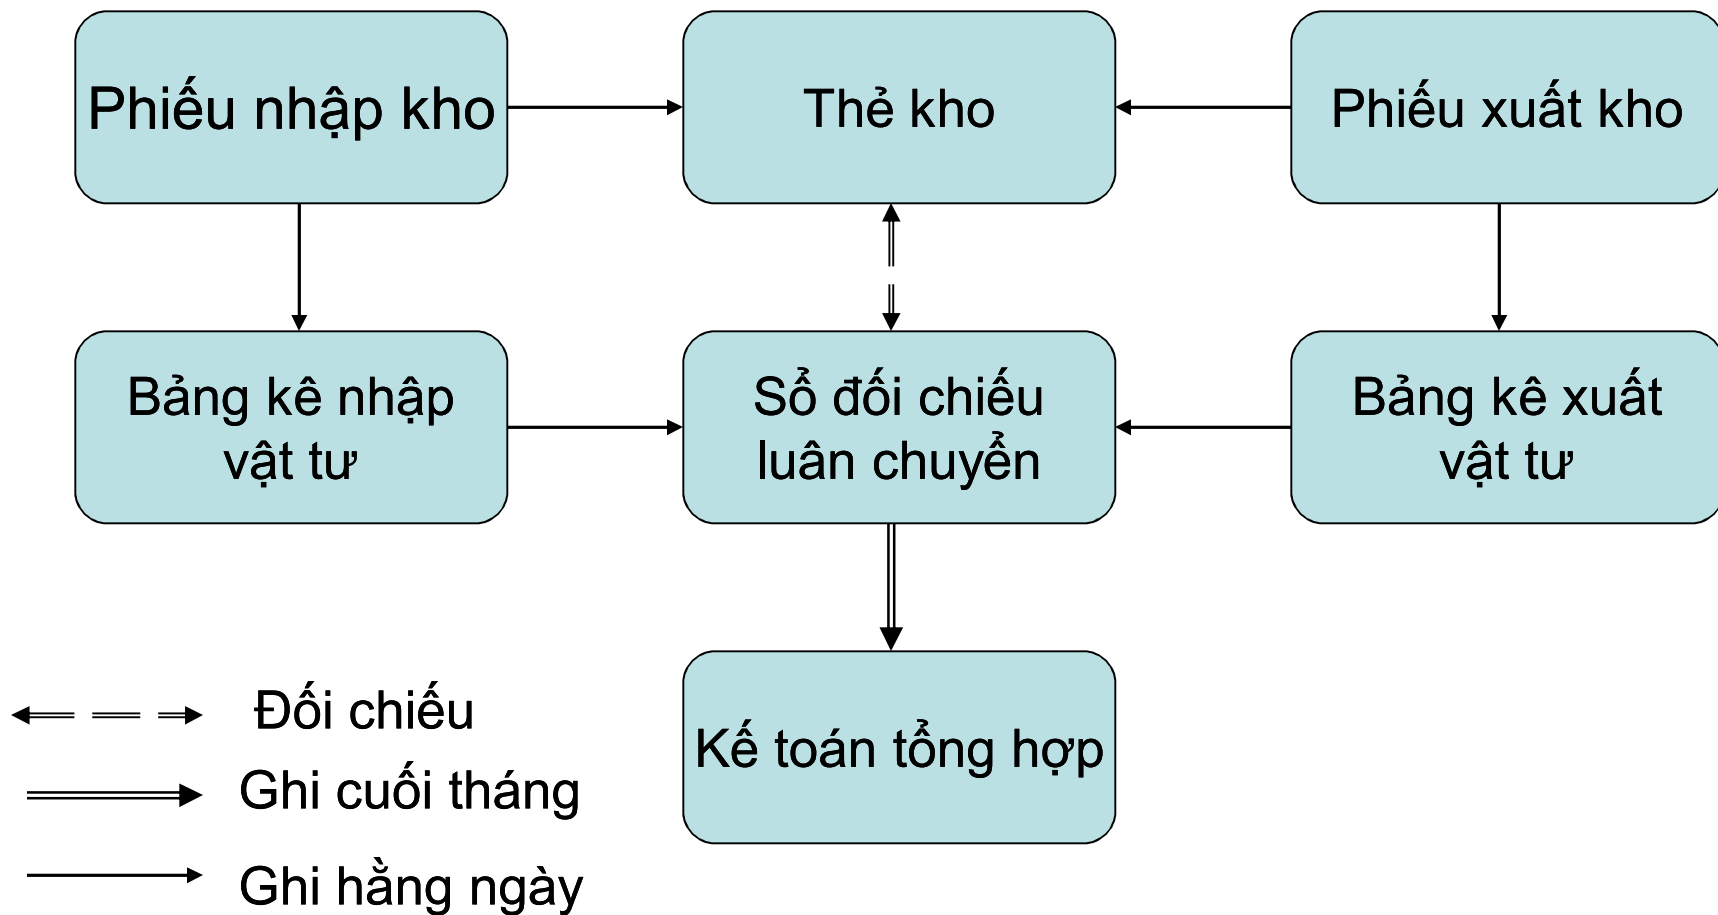 Phiếu nhập kho
Thẻ kho
Phiếu xuất kho
Bảng kê nhập
vật tư
Sổ đối chiếu
luân chuyển
Bảng kê xuất
vật tư
Kế toán tổng hợp
Đối chiếu
Ghi cuối tháng
Ghi hằng ngày